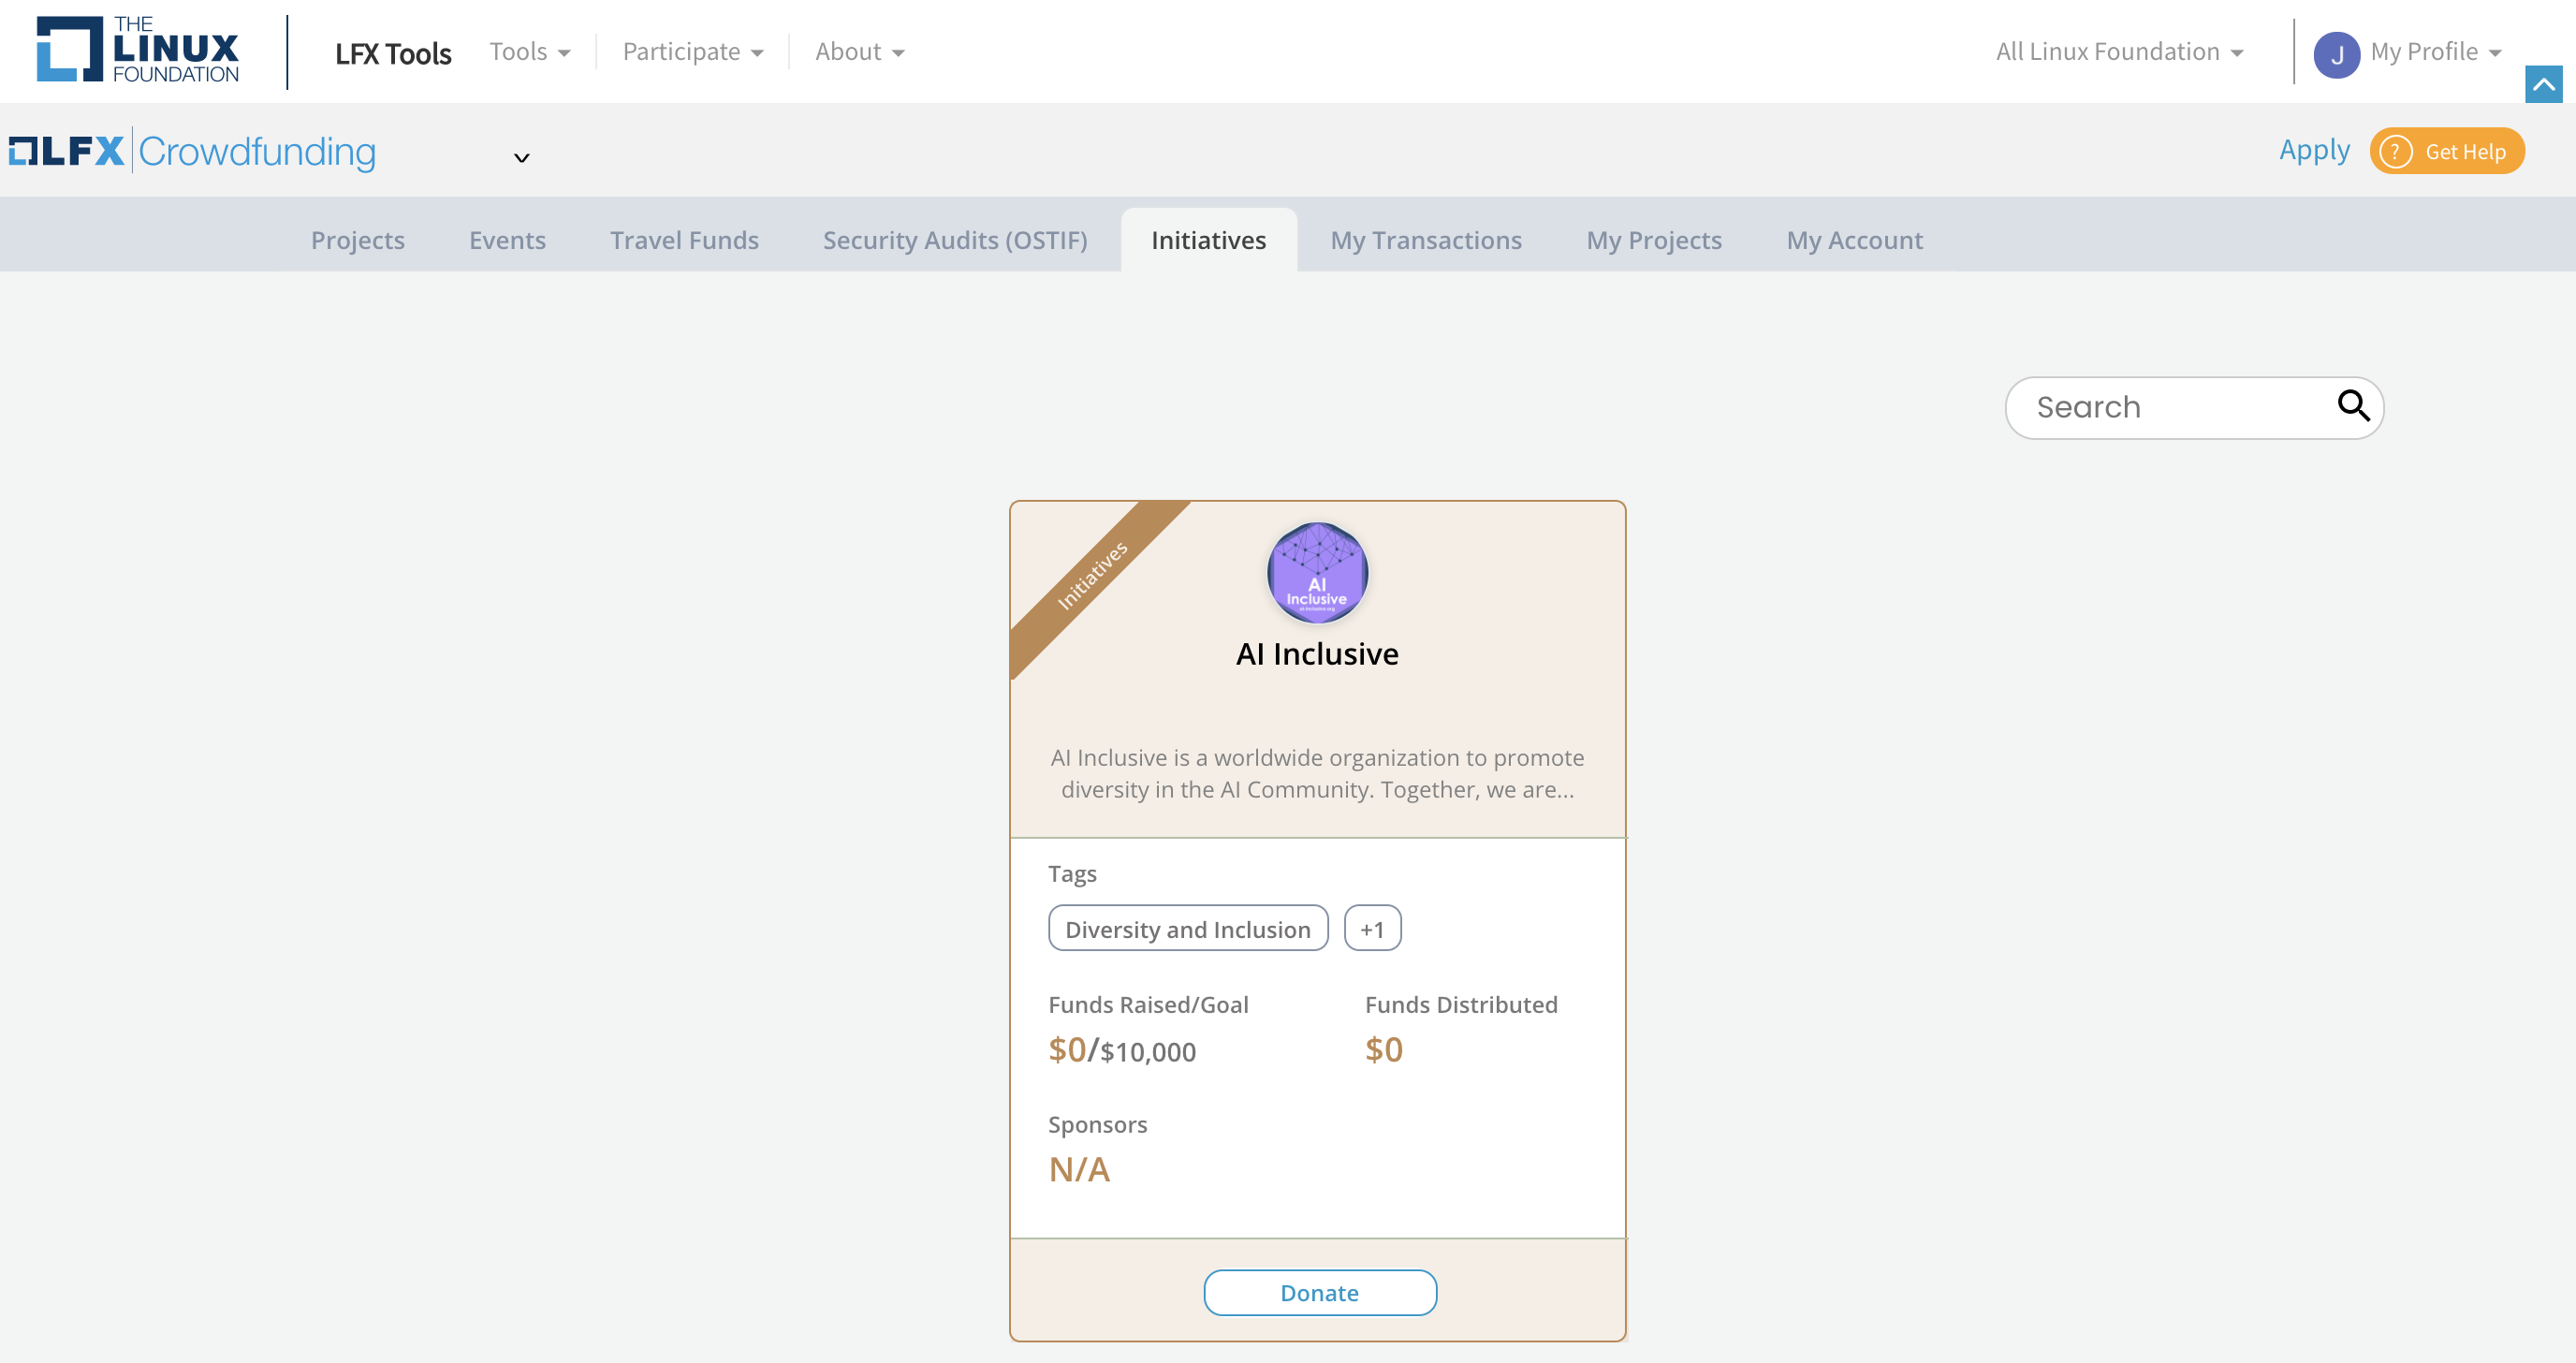 THE
LINUX
FOUNDATION
LFX Tools
Tools
Participate
About
All Linux Foundation
J
My Profile
LFX
Crowdfunding
Apply
? Get Help
Projects
Events
Travel Funds
Security Audits (OSTIF)
Initiatives
My Transactions
My Projects
My Account
Search
Initiatives
AI
Inclusive
AI Inclusive
AI Inclusive is a worldwide organization to promote
diversity in the AI Community. Together, we are...
Tags
Diversity and Inclusion
+1
Funds Raised/Goal
Funds Distributed
$0/$10,000
$0
Sponsors
N/A
Donate